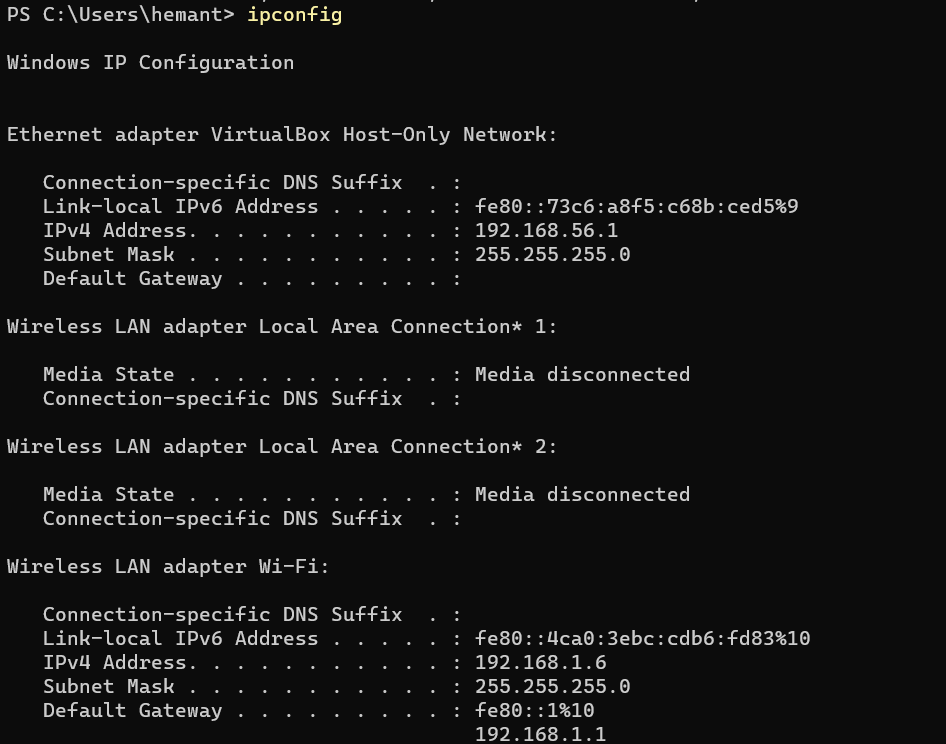 PS C:\Users\hemant> ipconfig
Windows IP Configuration
Ethernet adapter VirtualBox Host-Only Network:
Connection-specific DNS Suffix  . :
Link-local IPv6 Address . . . . . : fe80::73c6:a8f5:c68b:ced5%9
IPv4 Address. . . . . . . . . . . : 192.168.56.1
Subnet Mask . . . . . . . . . . . : 255.255.255.0
Default Gateway . . . . . . . . . :
Wireless LAN adapter Local Area Connection* 1:
Media State . . . . . . . . . . . : Media disconnected
Connection-specific DNS Suffix  . :
Wireless LAN adapter Local Area Connection* 2:
Media State . . . . . . . . . . . : Media disconnected
Connection-specific DNS Suffix  . :
Wireless LAN adapter Wi-Fi:
Connection-specific DNS Suffix  . :
Link-local IPv6 Address . . . . . : fe80::4ca0:3ebc:cdb6:fd83%10
IPv4 Address. . . . . . . . . . . : 192.168.1.6
Subnet Mask . . . . . . . . . . . : 255.255.255.0
Default Gateway . . . . . . . . . : fe80::1%10
192.168.1.1